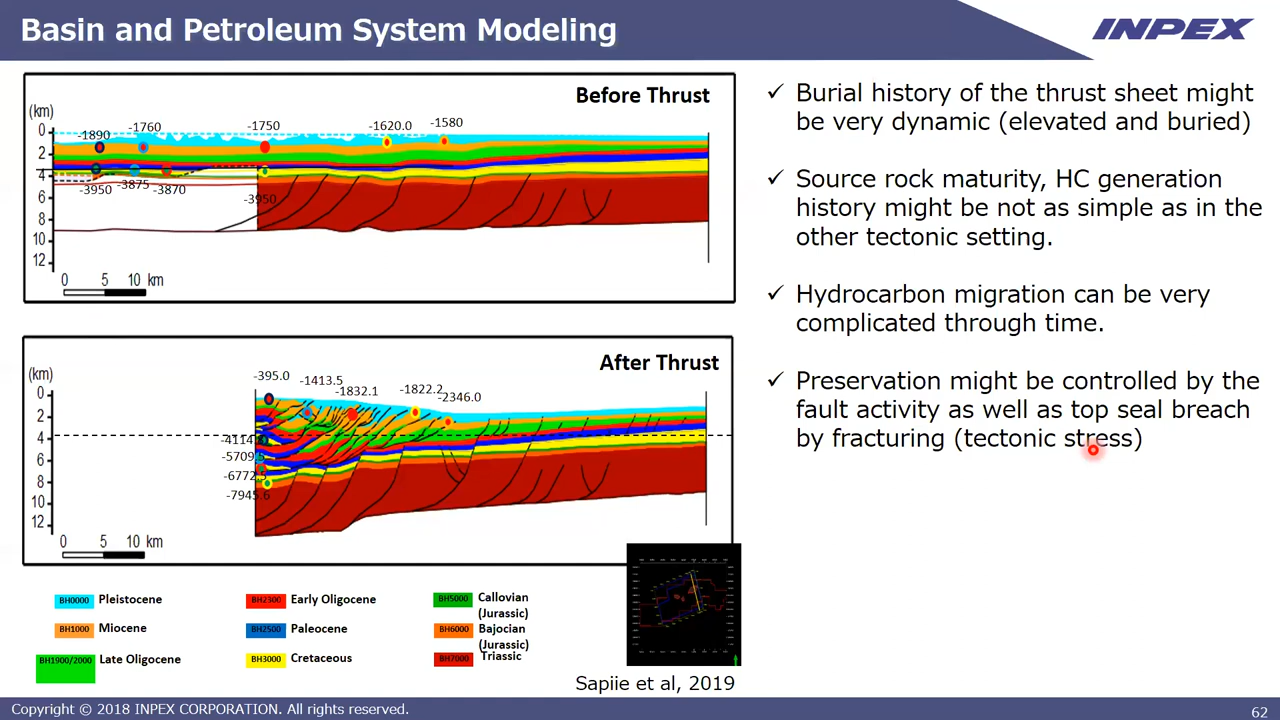 Basin and Petroleum System Modeling
INPEX
Before Thrust
(km)
0
2
4
6
8
10
12
-1890
-1760
-1750
-1620.0
-1580
-3950
-3875
-3870
-3950
0 5 10 km
After Thrust
(km)
0
2
4
6
8
10
12
-395.0
-1413.5
-1832.1
-1822.2
-2346.0
-5709.5
-6772.5
-7945.6
0 5 10 km
BH0000 Pleistocene
BH1000 Miocene
BH1900/2000 Late Oligocene
BH2300 Early Oligocene
BH2500 Paleocene
BH3000 Cretaceous
BH5000 Callovian
(Jurassic)
BH6000 Bajocian
(Jurassic)
BH7000 Triassic
Sapiie et al, 2019
✓ Burial history of the thrust sheet might
be very dynamic (elevated and buried)
✓ Source rock maturity, HC generation
history might be not as simple as in the
other tectonic setting.
✓ Hydrocarbon migration can be very
complicated through time.
✓ Preservation might be controlled by the
fault activity as well as top seal breach
by fracturing (tectonic stress)
Copyright © 2018 INPEX CORPORATION. All rights reserved.
62